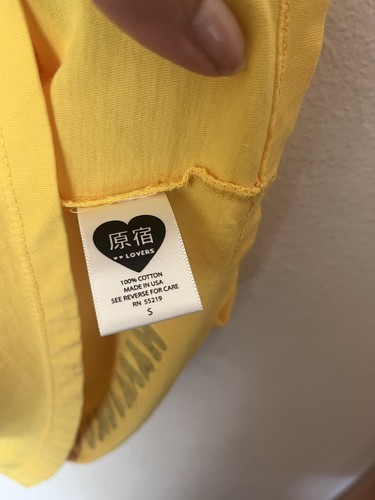 原宿
♥♥ LOVERS
100% COTTON
MADE IN USA
SEE REVERSE FOR CARE
RN 55219
S